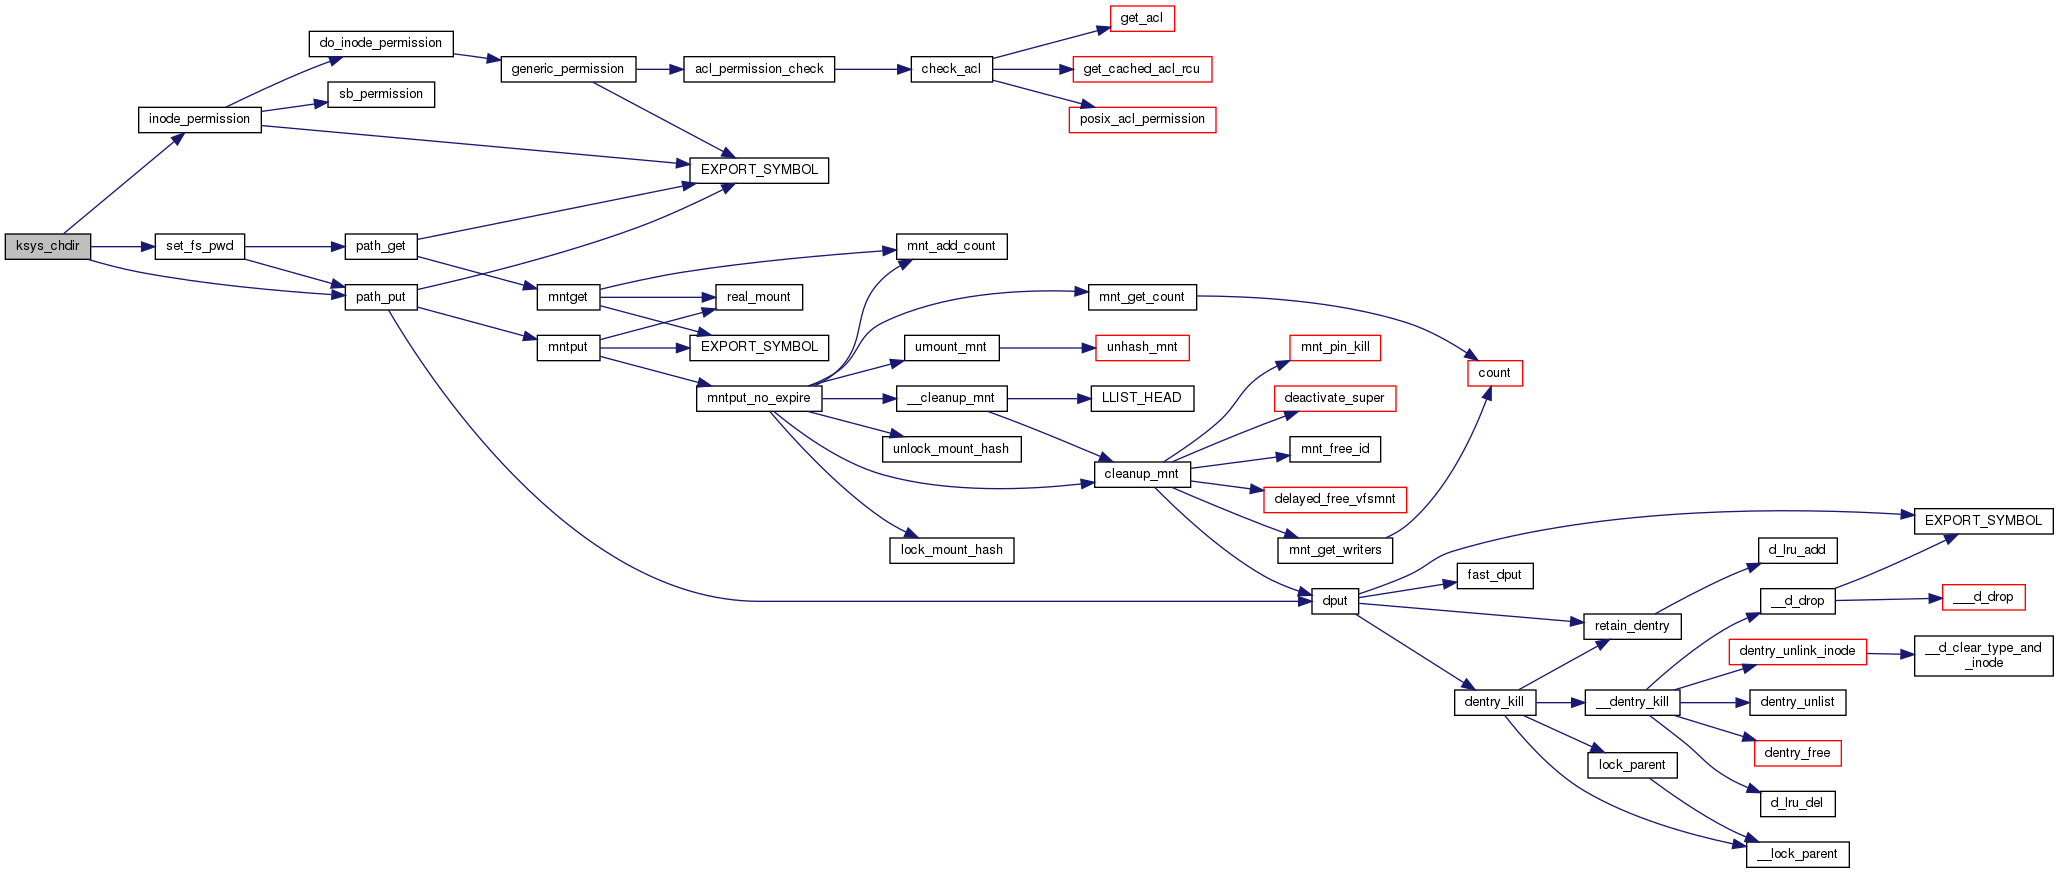 get_acl
do_inode_permission
generic_permission
acl_permission_check
check_acl
get_cached_acl_rcu
sb_permission
inode_permission
posix_acl_permission
EXPORT_SYMBOL
ksys_chdir
set_fs_pwd
path_get
mnt_add_count
path_put
mntget
real_mount
mnt_get_count
mntput
EXPORT_SYMBOL
umount_mnt
unhash_mnt
mnt_pin_kill
count
mntput_no_expire
__cleanup_mnt
LLIST_HEAD
deactivate_super
unlock_mount_hash
mnt_free_id
cleanup_mnt
delayed_free_vfsmnt
lock_mount_hash
mnt_get_writers
EXPORT_SYMBOL
d_lru_add
fast_dput
dput
__d_drop
___d_drop
retain_dentry
dentry_unlink_inode
__d_clear_type_and
_inode
dentry_kill
__dentry_kill
dentry_unlist
lock_parent
dentry_free
d_lru_del
__lock_parent